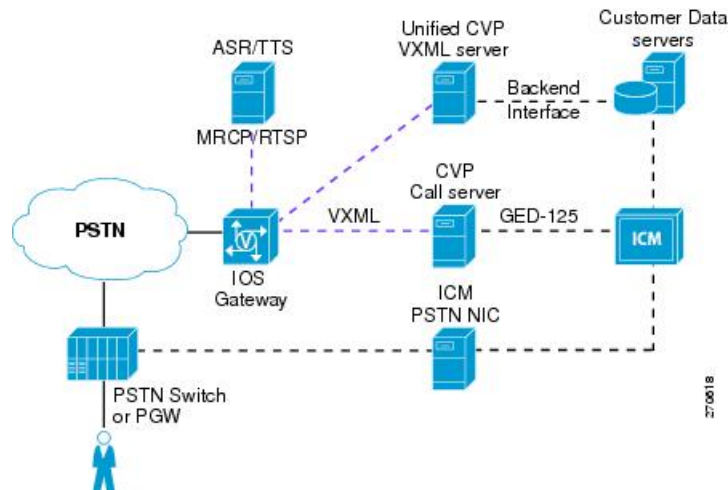 ASR/TTS
MRCP/RTSP
Unified CVP
VXML server
Customer Data
servers
Backend
Interface
PSTN
IOS
Gateway
VXML
CVP
Call server
GED-125
ICM
ICM
PSTN NIC
PSTN Switch
or PGW
V
270618